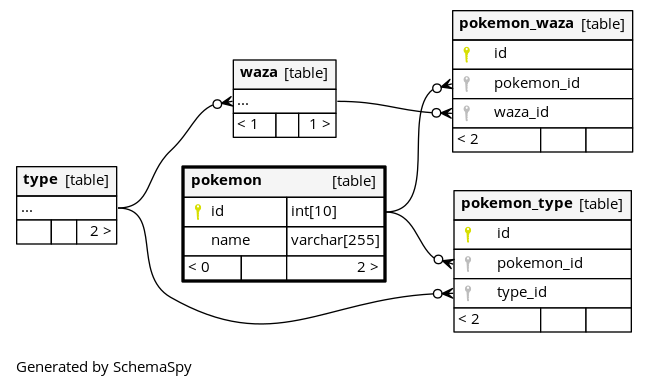 pokemon_waza [table]
id
pokemon_id
waza_id
< 2
waza [table]
...
< 1 1 >
type [table]
...
2 >
pokemon [table]
id int[10]
name varchar[255]
< 0 2 >
pokemon_type [table]
id
pokemon_id
type_id
< 2
Generated by SchemaSpy